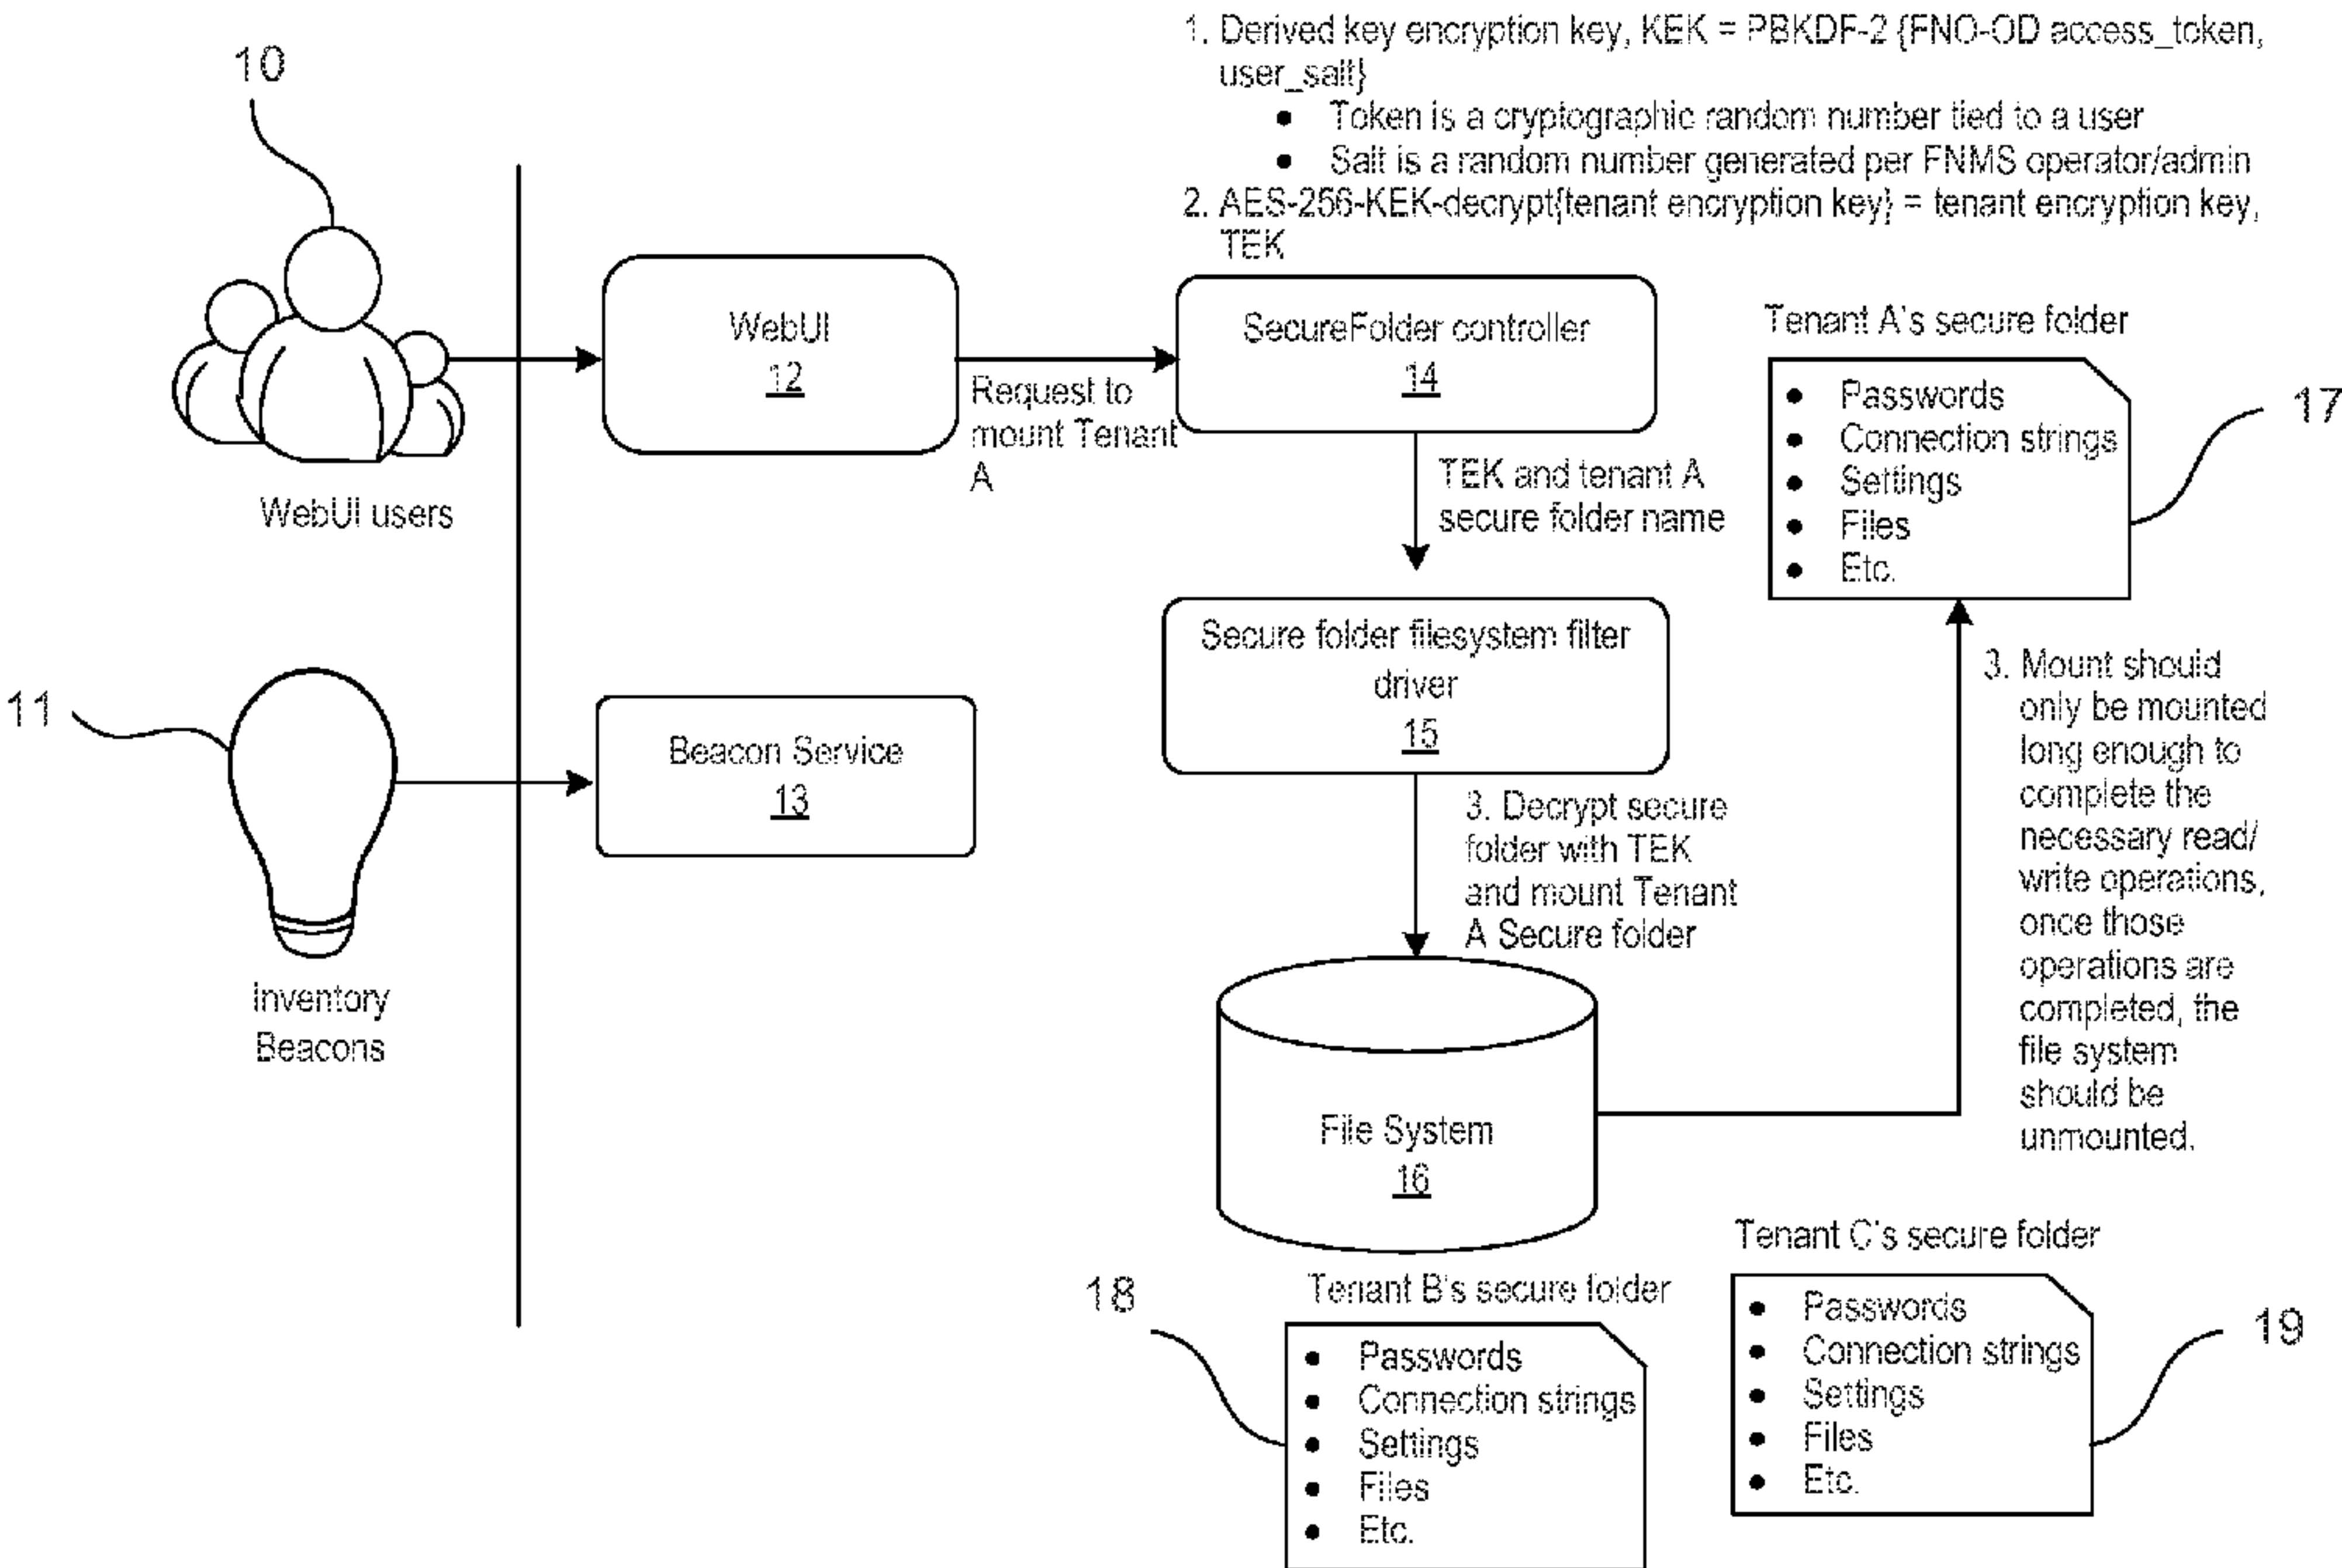 1. Derived key encryption key, KEK = PBKDF-2 {FNO-OD access_token,
user_salt}
• Token is a cryptographic random number tied to a user
• Salt is a random number generated per FNMS operator/admin
2. AES-256-KEK-decrypt{tenant encryption key} = tenant encryption key,
TEK
10
WebUI users
WebUI
12
Request to
mount Tenant
A
SecureFolder controller
14
TEK and tenant A
secure folder name
Tenant A's secure folder
• Passwords
• Connection strings
• Settings
• Files
• Etc.
17
11
Inventory
Beacons
Beacon Service
13
Secure folder filesystem filter
driver
15
3. Decrypt secure
folder with TEK
and mount Tenant
A Secure folder
3. Mount should
only be mounted
long enough to
complete the
necessary read/
write operations,
once those
operations are
completed, the
file system
should be
unmounted.
File System
16
18
Tenant B's secure folder
• Passwords
• Connection strings
• Settings
• Files
• Etc.
Tenant C's secure folder
• Passwords
• Connection strings
• Settings
• Files
• Etc.
19